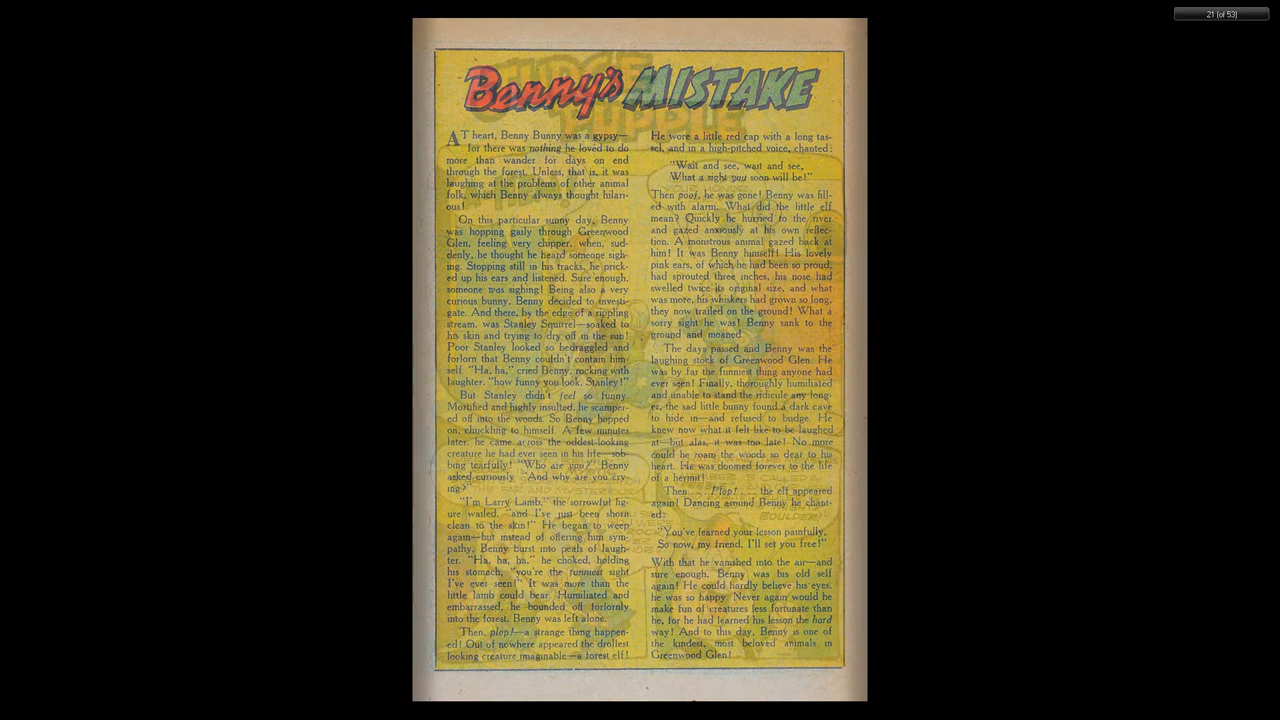 21 (of 53)
Benny's MISTAKE
AT heart, Benny Bunny was a gypsy—
for there was nothing he loved to do
more than wander for days on end
through the forest. Unless, that is, it was
laughing at the problems of other animal
folk, which Benny always thought hilari-
ous!
On this particular sunny day, Benny
was hopping gaily through Greenwood
Glen, feeling very chipper, when, sud-
denly, he thought he heard someone sigh-
ing. Stopping still in his tracks, he prick-
ed up his ears and listened. Sure enough,
someone was sighing! Being also a very
curious bunny, Benny decided to investi-
gate. And there, by the edge of a rippling
stream, was Stanley Squirrel—soaked to
his skin and trying to dry off in the sun!
Poor Stanley looked so bedraggled and
forlorn that Benny couldn't contain him-
self. "Ha, ha," cried Benny, rocking with
laughter, "how funny you look, Stanley!"
But Stanley didn't feel so funny.
Mortified and highly insulted, he scamper-
ed off into the woods. So Benny hopped
on, chuckling to himself. A few minutes
later, he came across the oddest-looking
creature he had ever seen in his life—sob-
bing tearfully! "Who are you?" Benny
asked curiously. "And why are you cry-
ing?"
"I'm Larry Lamb," the sorrowful fig-
ure wailed, "and I've just been shorn
clean to the skin!" He began to weep
again—but instead of offering him sym-
pathy, Benny burst into peals of laugh-
ter. "Ha, ha, ha," he choked, holding
his stomach, "you're the funniest sight
I've ever seen!" It was more than the
little lamb could bear. Humiliated and
embarrassed, he bounded off forlornly
into the forest. Benny was left alone.
Then, plop!—a strange thing happen-
ed! Out of nowhere appeared the drollest
looking creature imaginable—a forest elf!
He wore a little red cap with a long tas-
sel, and in a high-pitched voice, chanted:
"Wait and see, wait and see,
What a sight you soon will be!"
Then poof, he was gone! Benny was fill-
ed with alarm. What did the little elf
mean? Quickly he hurried to the river
and gazed anxiously at his own reflec-
tion. A monstrous animal gazed back at
him! It was Benny himself! His lovely
pink ears, of which he had been so proud,
had sprouted three inches, his nose had
swelled twice its original size, and what
was more, his whiskers had grown so long,
they now trailed on the ground! What a
sorry sight he was! Benny sank to the
ground and moaned.
The days passed and Benny was the
laughing stock of Greenwood Glen. He
was by far the funniest thing anyone had
ever seen! Finally, thoroughly humiliated
and unable to stand the ridicule any long-
er, the sad little bunny found a dark cave
to hide in—and refused to budge. He
knew now what it felt like to be laughed
at—but alas, it was too late! No more
could he roam the woods so dear to his
heart. He was doomed forever to the life
of a hermit!
Then . . . Plop! . . . the elf appeared
again! Dancing around Benny he chant-
ed:
"You've learned your lesson painfully,
So now, my friend, I'll set you free!"
With that he vanished into the air—and
sure enough, Benny was his old self
again! He could hardly believe his eyes,
he was so happy. Never again would he
make fun of creatures less fortunate than
he, for he had learned his lesson the hard
way! And to this day, Benny is one of
the kindest, most beloved animals in
Greenwood Glen!